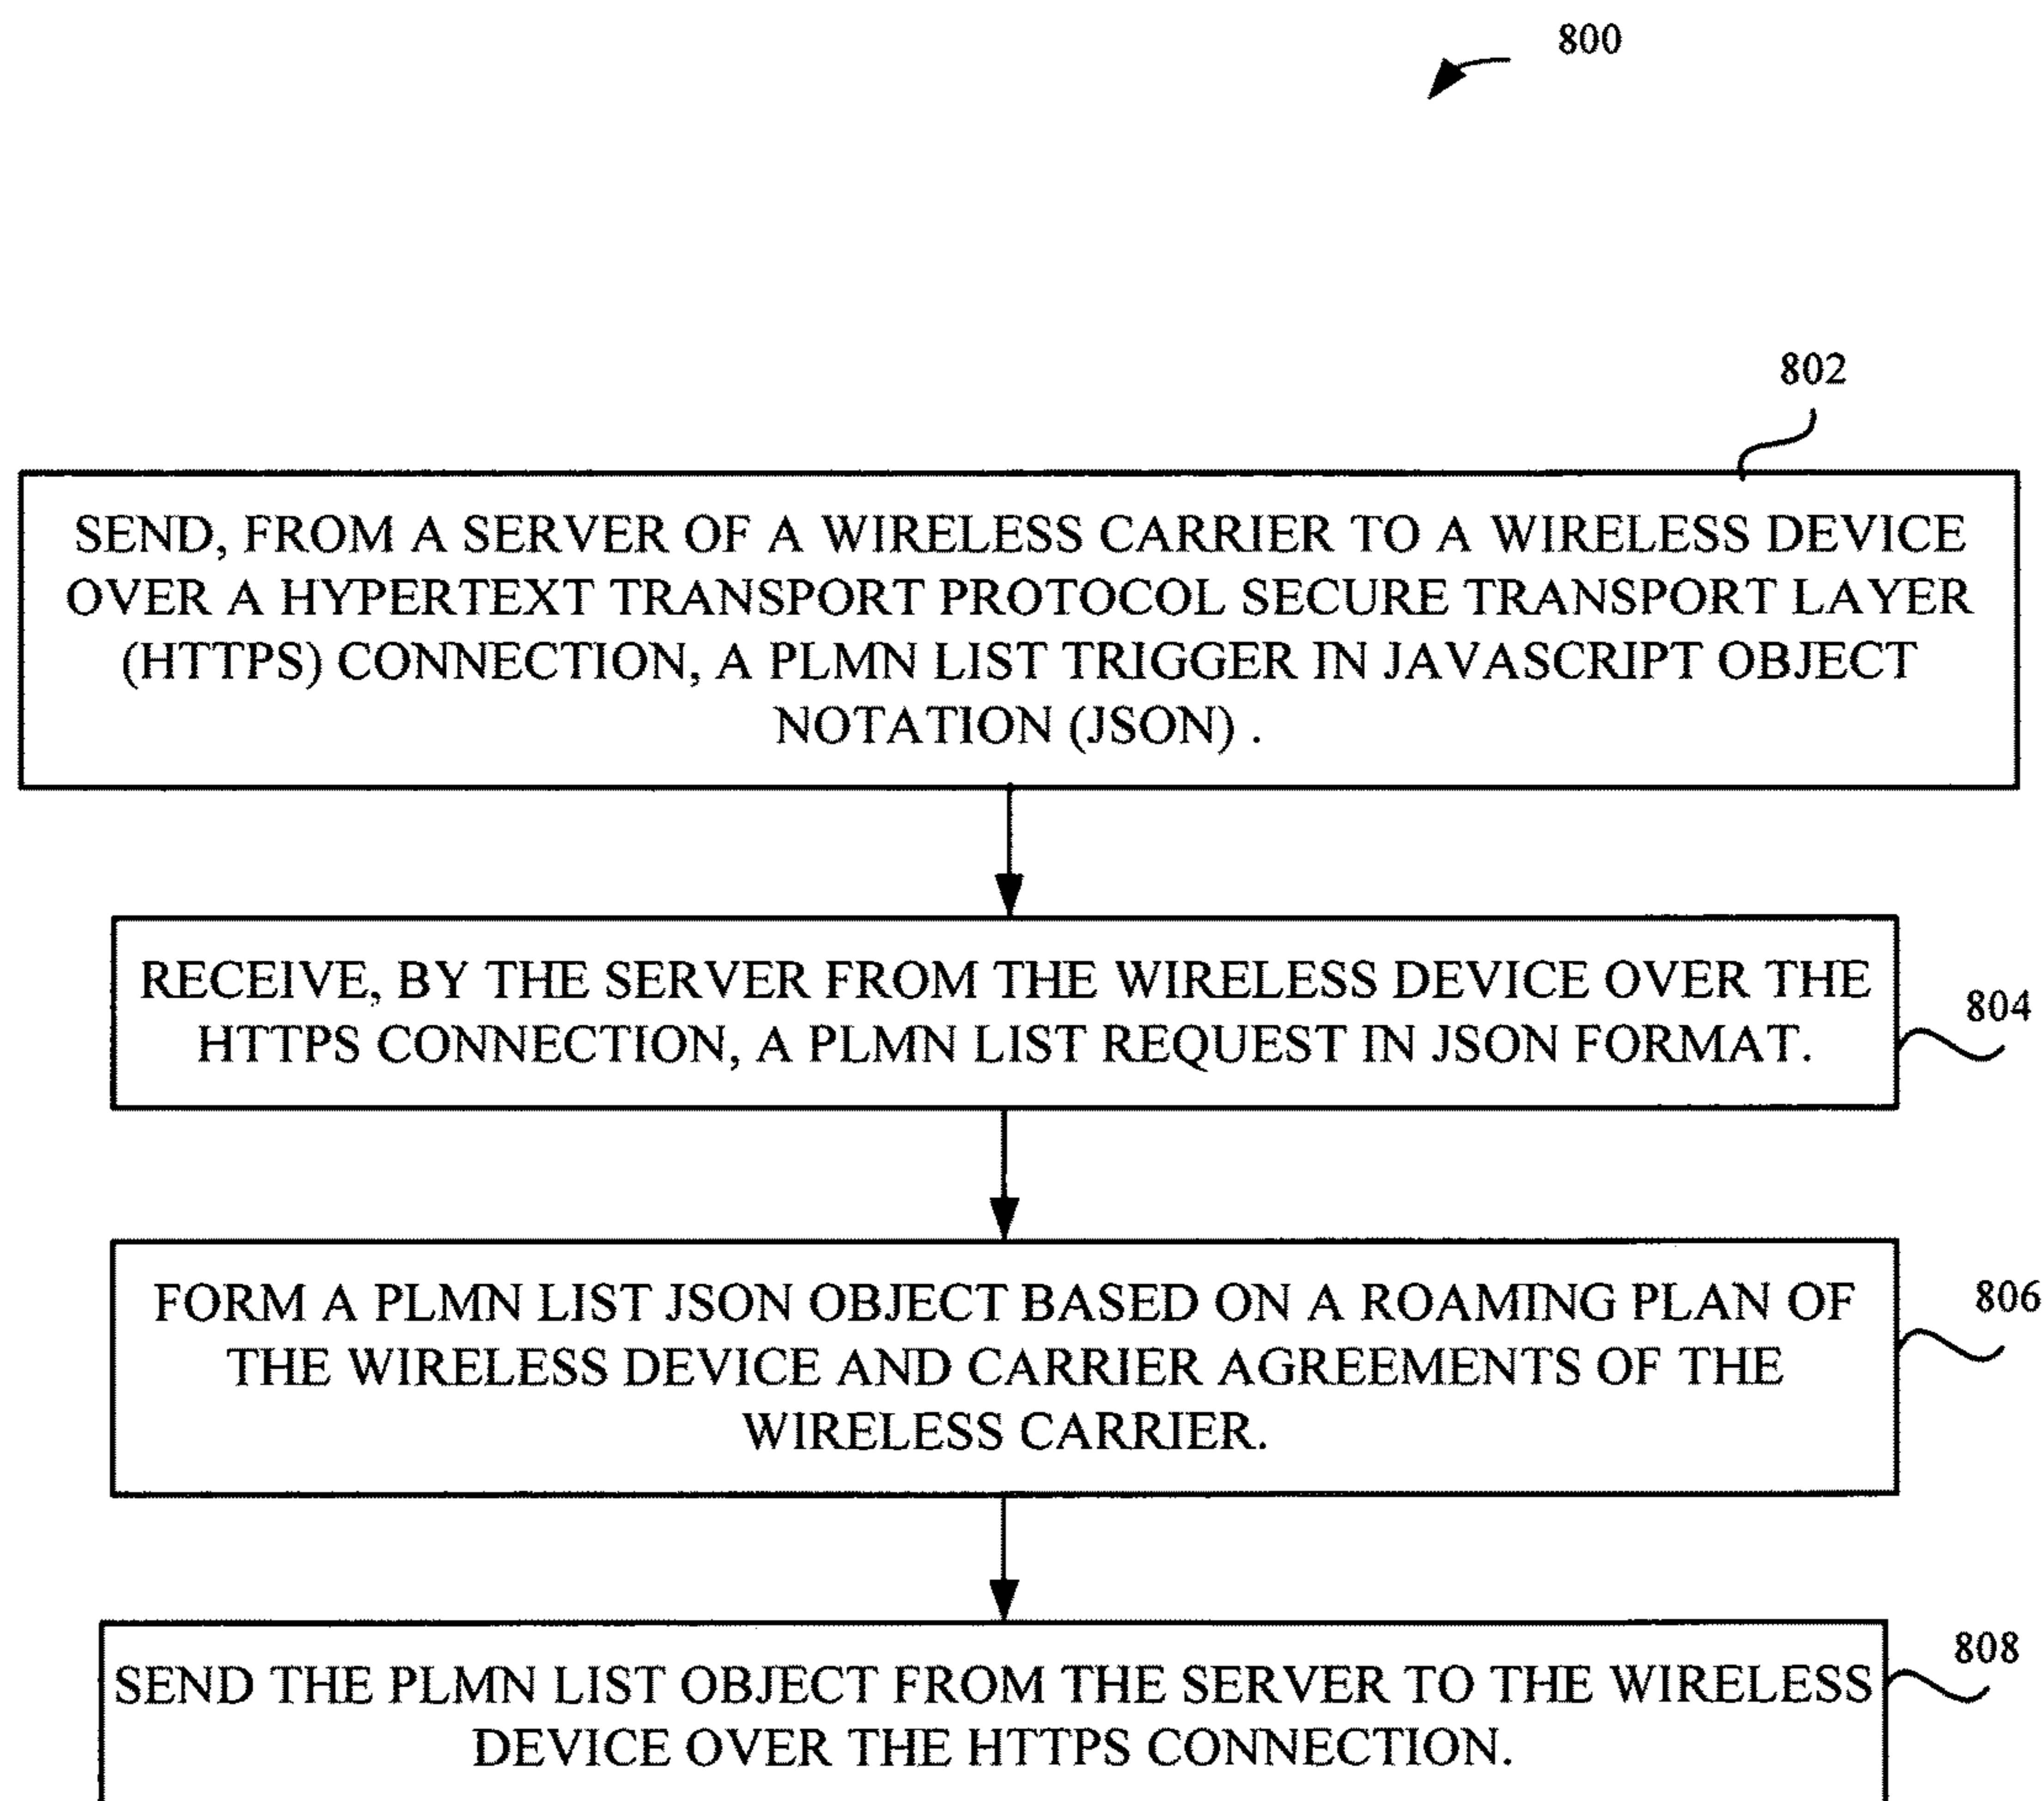 800
802
SEND, FROM A SERVER OF A WIRELESS CARRIER TO A WIRELESS DEVICE
OVER A HYPERTEXT TRANSPORT PROTOCOL SECURE TRANSPORT LAYER
(HTTPS) CONNECTION, A PLMN LIST TRIGGER IN JAVASCRIPT OBJECT
NOTATION (JSON) .
RECEIVE, BY THE SERVER FROM THE WIRELESS DEVICE OVER THE
HTTPS CONNECTION, A PLMN LIST REQUEST IN JSON FORMAT.
804
FORM A PLMN LIST JSON OBJECT BASED ON A ROAMING PLAN OF
THE WIRELESS DEVICE AND CARRIER AGREEMENTS OF THE
WIRELESS CARRIER.
806
SEND THE PLMN LIST OBJECT FROM THE SERVER TO THE WIRELESS
DEVICE OVER THE HTTPS CONNECTION.
808